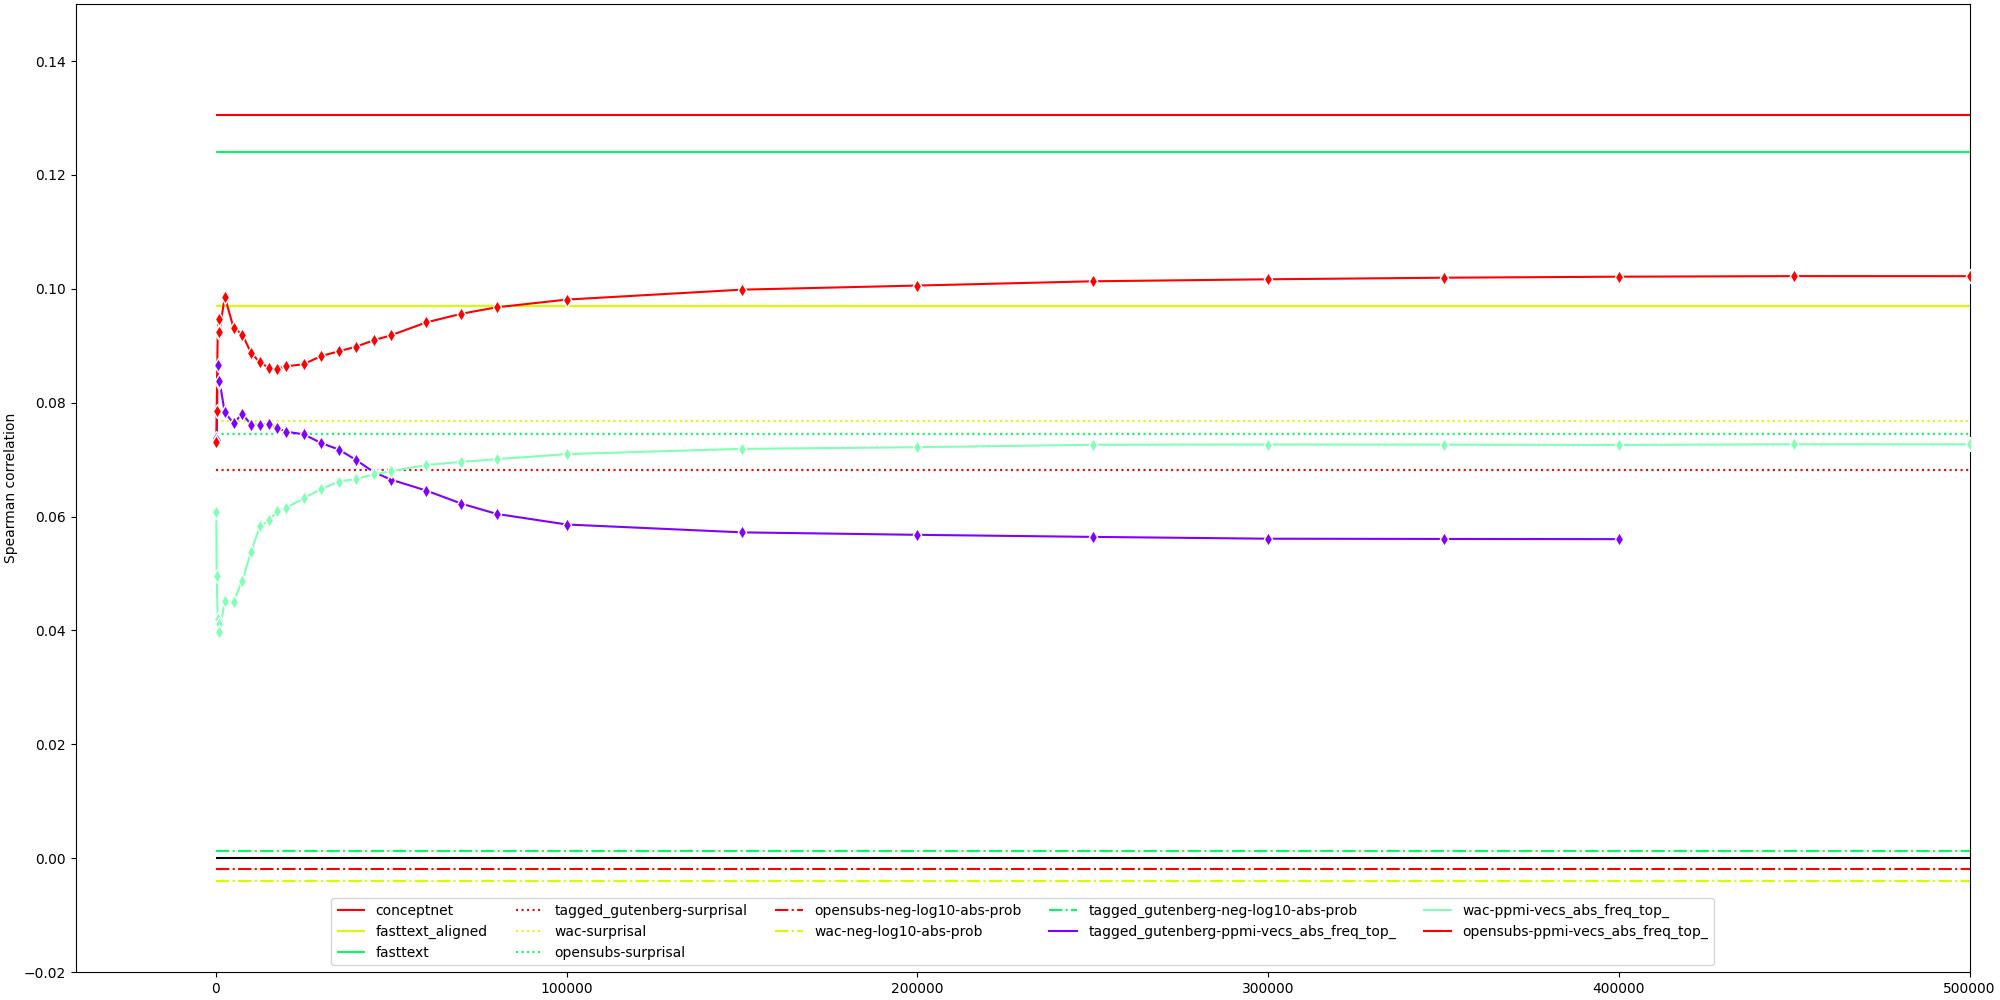 0.14
0.12
0.10
0.08
0.06
0.04
0.02
0.00
−0.02
Spearman correlation
conceptnet
fasttext_aligned
fasttext
tagged_gutenberg-surprisal
wac-surprisal
opensubs-surprisal
opensubs-neg-log10-abs-prob
wac-neg-log10-abs-prob
tagged_gutenberg-neg-log10-abs-prob
tagged_gutenberg-ppmi-vecs_abs_freq_top_
wac-ppmi-vecs_abs_freq_top_
opensubs-ppmi-vecs_abs_freq_top_
0
100000
200000
300000
400000
500000